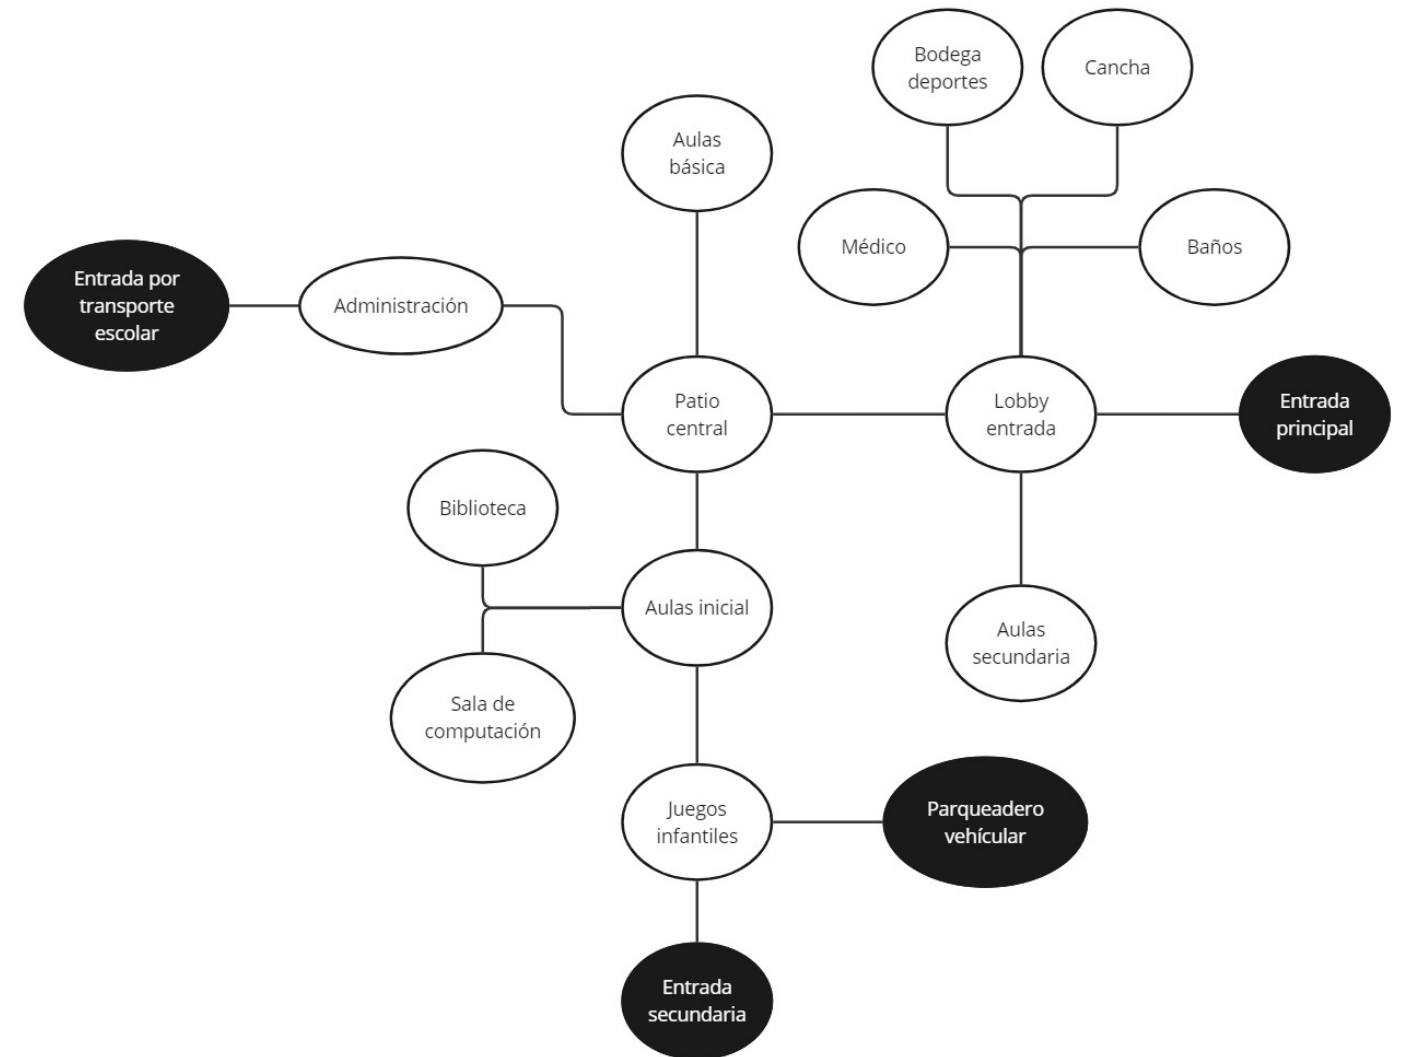 Bodega
deportes
Cancha
Aulas
básica
Médico
Baños
Entrada por
transporte
escolar
Administración
Patio
central
Lobby
entrada
Entrada
principal
Biblioteca
Aulas inicial
Aulas
secundaria
Sala de
computación
Juegos
infantiles
Parqueadero
vehícular
Entrada
secundaria